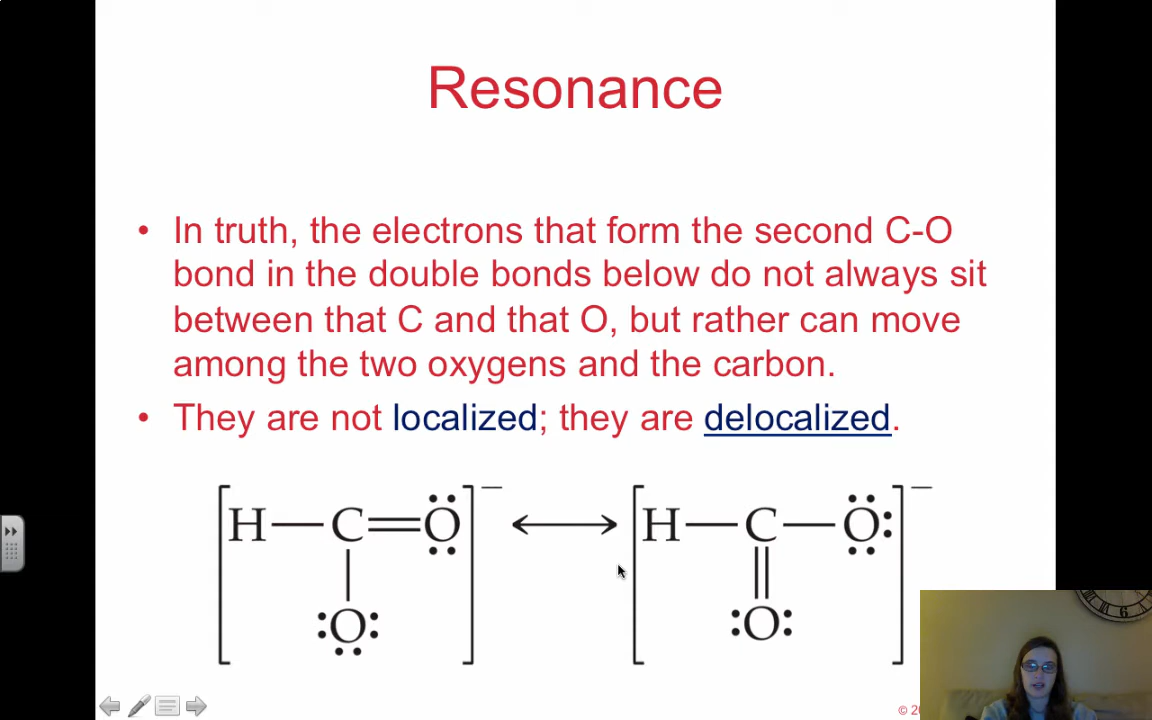 Resonance
• In truth, the electrons that form the second C-O
bond in the double bonds below do not always sit
between that C and that O, but rather can move
among the two oxygens and the carbon.
• They are not localized; they are delocalized.
H—C=O − ↔ H—C—O −
O O
© 20
6